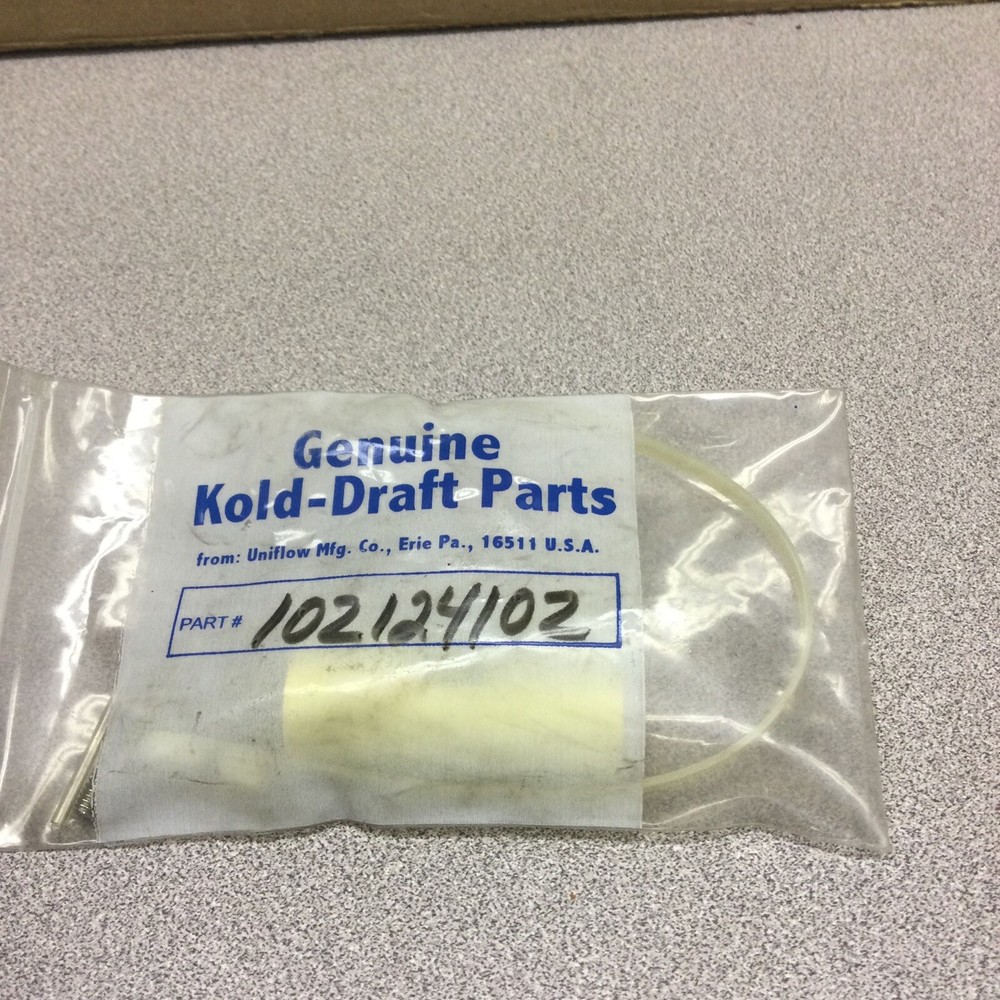 Genuine
Kold-Draft Parts
from: Uniflow Mfg. Co., Erie Pa., 16511 U.S.A.
PART # 102124102